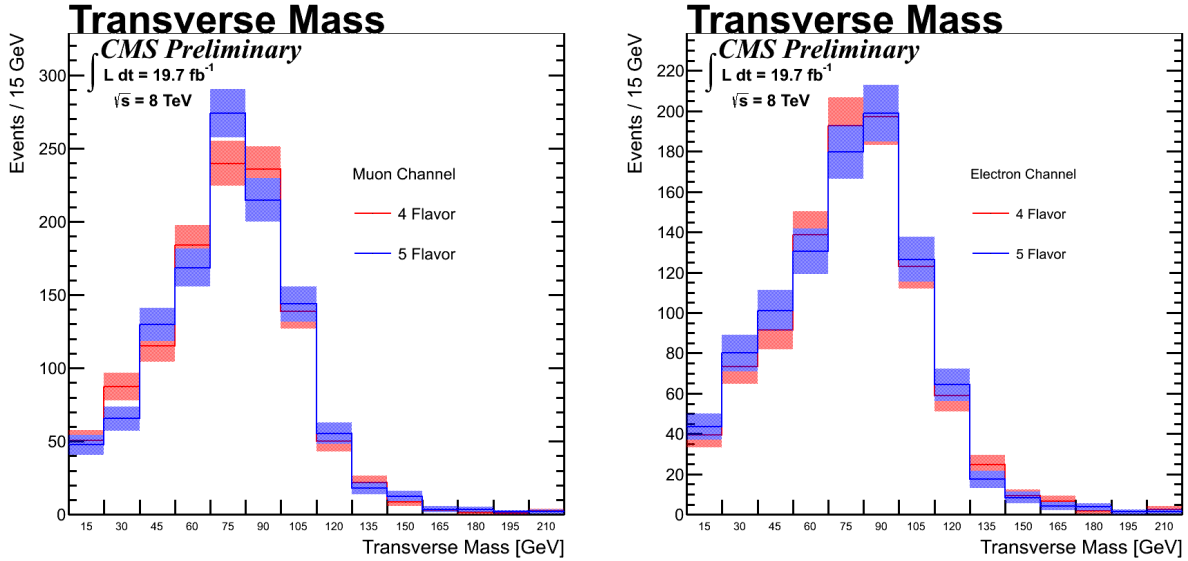 Transverse Mass
CMS Preliminary
∫ L dt = 19.7 fb⁻¹
√s = 8 TeV
Events / 15 GeV
300
250
200
150
100
50
0
Muon Channel
4 Flavor
5 Flavor
15 30 45 60 75 90 105 120 135 150 165 180 195 210
Transverse Mass [GeV]
Transverse Mass
CMS Preliminary
∫ L dt = 19.7 fb⁻¹
√s = 8 TeV
Events / 15 GeV
220
200
180
160
140
120
100
80
60
40
20
0
Electron Channel
4 Flavor
5 Flavor
15 30 45 60 75 90 105 120 135 150 165 180 195 210
Transverse Mass [GeV]